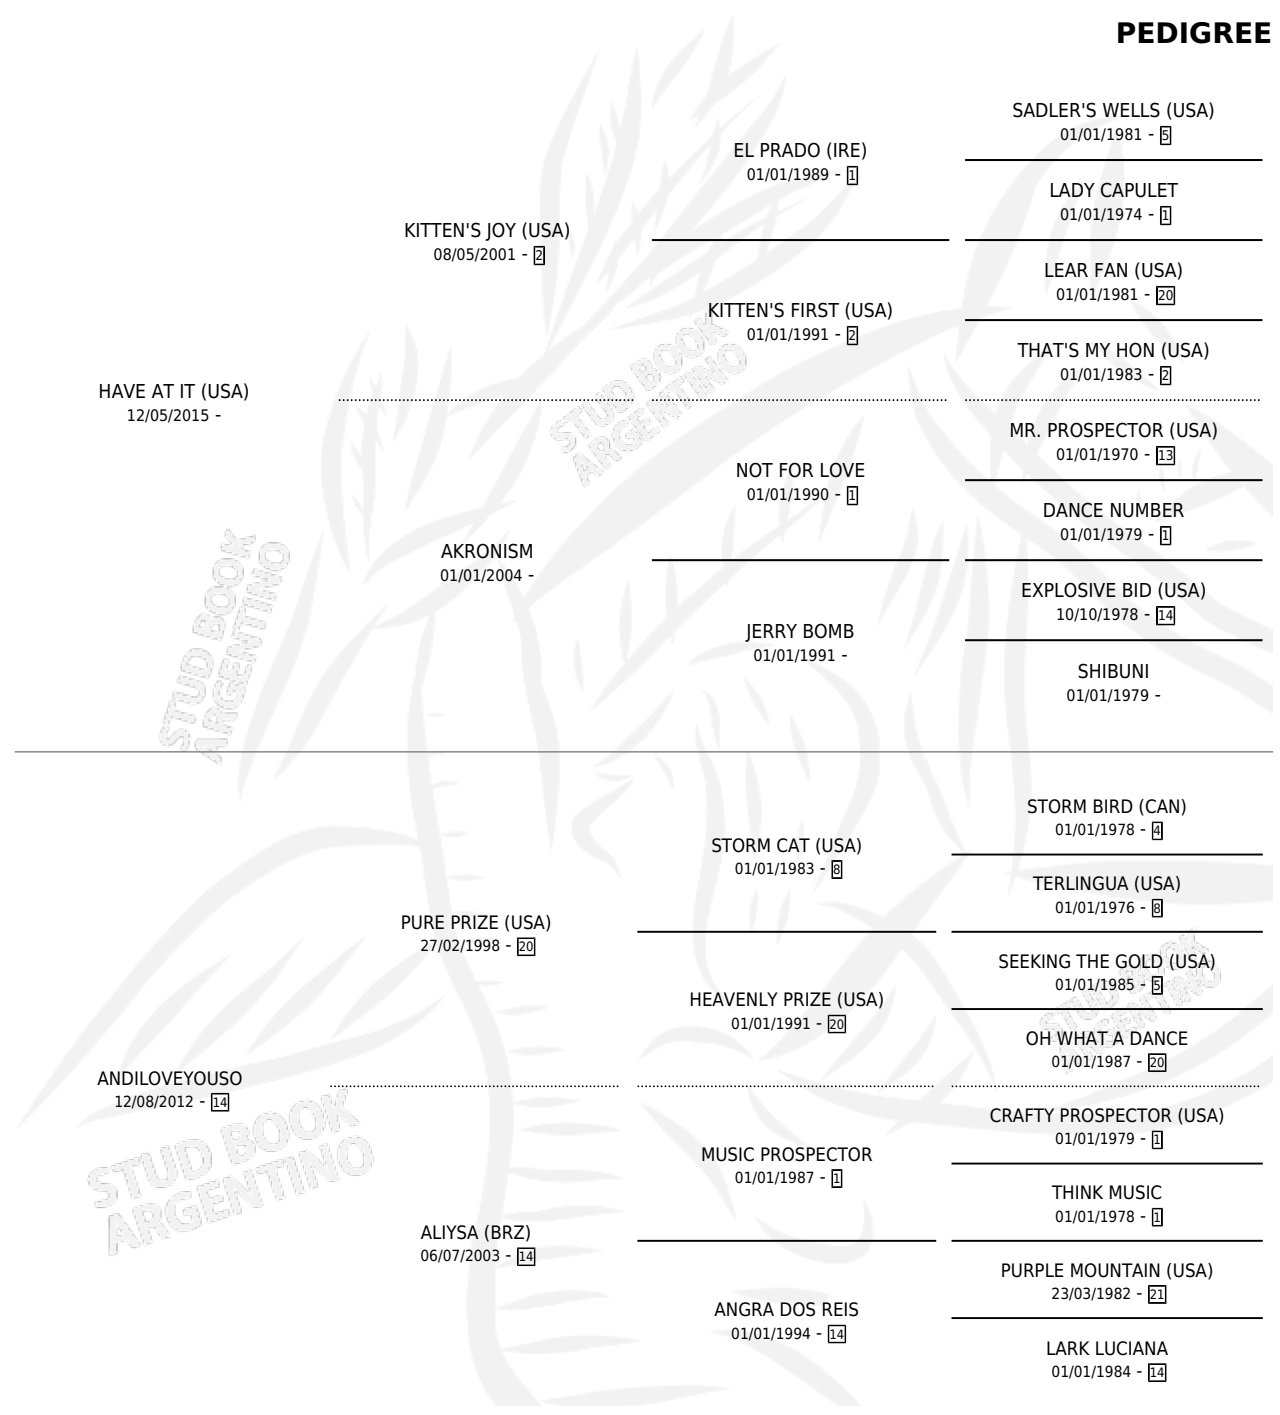 PEDIGREE
SADLER'S WELLS (USA)
01/01/1981 - 5
EL PRADO (IRE)
01/01/1989 - 1
LADY CAPULET
01/01/1974 - 1
KITTEN'S JOY (USA)
08/05/2001 - 2
LEAR FAN (USA)
01/01/1981 - 20
KITTEN'S FIRST (USA)
01/01/1991 - 2
THAT'S MY HON (USA)
01/01/1983 - 2
HAVE AT IT (USA)
12/05/2015 -
MR. PROSPECTOR (USA)
01/01/1970 - 13
NOT FOR LOVE
01/01/1990 - 1
DANCE NUMBER
01/01/1979 - 1
AKRONISM
01/01/2004 -
EXPLOSIVE BID (USA)
10/10/1978 - 14
JERRY BOMB
01/01/1991 -
SHIBUNI
01/01/1979 -
STUD BOOK
ARGENTINO
STUD BOOK
ARGENTINO
STORM BIRD (CAN)
01/01/1978 - 4
STORM CAT (USA)
01/01/1983 - 8
TERLINGUA (USA)
01/01/1976 - 8
PURE PRIZE (USA)
27/02/1998 - 20
SEEKING THE GOLD (USA)
01/01/1985 - 5
HEAVENLY PRIZE (USA)
01/01/1991 - 20
OH WHAT A DANCE
01/01/1987 - 20
ANDILOVEYOUSO
12/08/2012 - 14
CRAFTY PROSPECTOR (USA)
01/01/1979 - 1
MUSIC PROSPECTOR
01/01/1987 - 1
THINK MUSIC
01/01/1978 - 1
ALIYSA (BRZ)
06/07/2003 - 14
PURPLE MOUNTAIN (USA)
23/03/1982 - 21
ANGRA DOS REIS
01/01/1994 - 14
LARK LUCIANA
01/01/1984 - 14
STUD BOOK
ARGENTINO
STUD BOOK
ARGENTINO